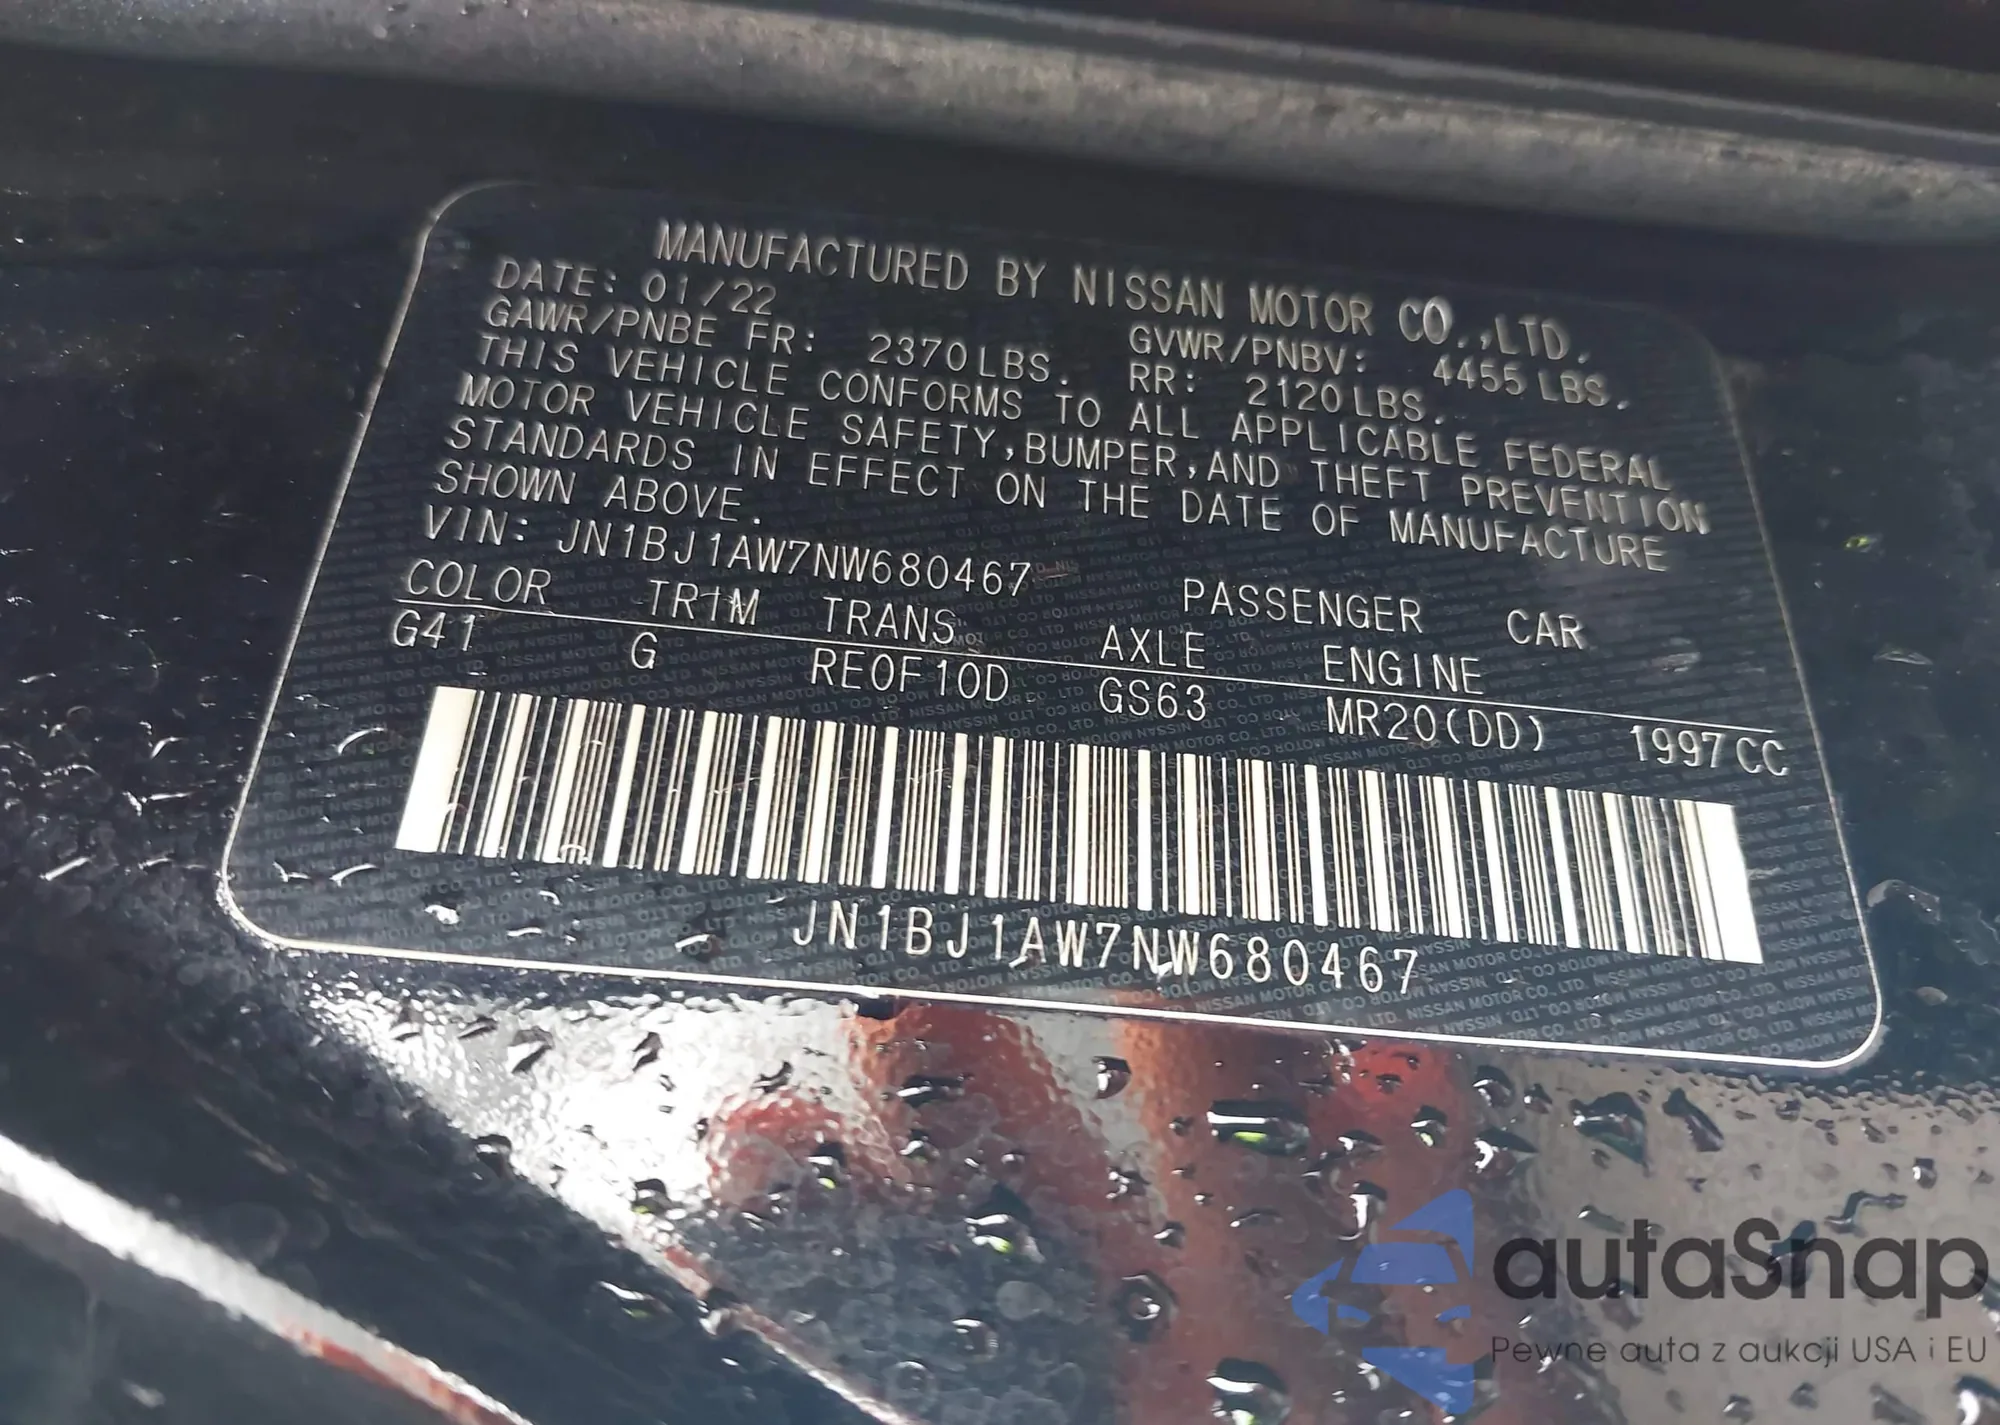 MANUFACTURED BY NISSAN MOTOR CO.,LTD.
DATE: 01/22 GVWR/PNBV: 4455 LBS.
GAWR/PNBE FR: 2370LBS. RR: 2120LBS.
THIS VEHICLE CONFORMS TO ALL APPLICABLE FEDERAL
MOTOR VEHICLE SAFETY,BUMPER,AND THEFT PREVENTION
STANDARDS IN EFFECT ON THE DATE OF MANUFACTURE
SHOWN ABOVE.
VIN: JN1BJ1AW7NW680467 PASSENGER CAR
COLOR TRIM TRANS AXLE ENGINE
G41 G RE0F10D GS63 MR20(DD) 1997CC
JN1BJ1AW7NW680467
autaSnap
Pewne auta z aukcji USA i EU